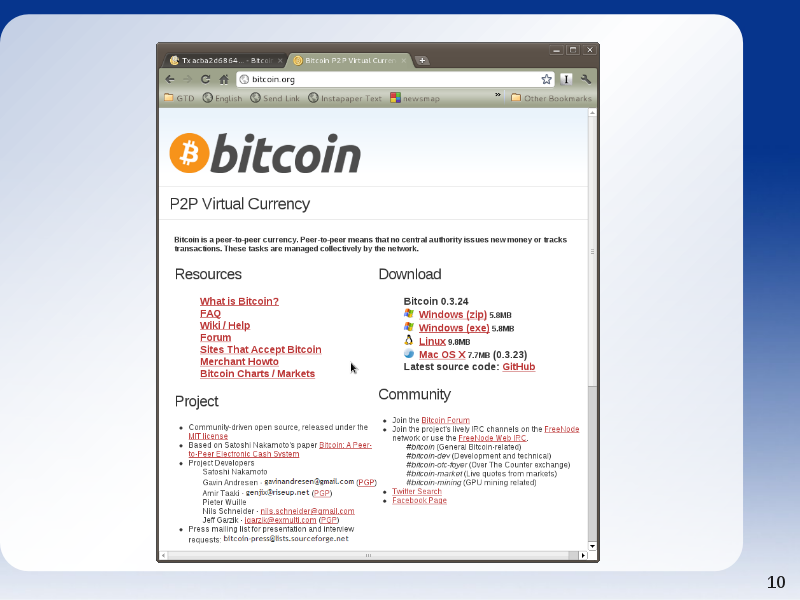 Tx acba2d6864... - Bitcoi
Bitcoin P2P Virtual Curren
bitcoin.org
GTD English Send Link Instapaper Text newsmap » Other Bookmarks
bitcoin
P2P Virtual Currency
Bitcoin is a peer-to-peer currency. Peer-to-peer means that no central authority issues new money or tracks
transactions. These tasks are managed collectively by the network.
Resources
What is Bitcoin?
FAQ
Wiki / Help
Forum
Sites That Accept Bitcoin
Merchant Howto
Bitcoin Charts / Markets
Download
Bitcoin 0.3.24
Windows (zip) 5.8MB
Windows (exe) 5.8MB
Linux 9.8MB
Mac OS X 7.7MB (0.3.23)
Latest source code: GitHub
Project
Community-driven open source, released under the
MIT license
Based on Satoshi Nakamoto's paper Bitcoin: A Peer-
to-Peer Electronic Cash System
Project Developers
Satoshi Nakamoto
Gavin Andresen - gavinandresen@gmail.com (PGP)
Amir Taaki - genjix@riseup.net (PGP)
Pieter Wuille
Nils Schneider - nils.schneider@gmail.com
Jeff Garzik - jgarzik@exmulti.com (PGP)
Press mailing list for presentation and interview
requests: bitcoin-press@lists.sourceforge.net
Community
Join the Bitcoin Forum
Join the project's lively IRC channels on the FreeNode
network or use the FreeNode Web IRC.
#bitcoin (General Bitcoin-related)
#bitcoin-dev (Development and technical)
#bitcoin-otc-foyer (Over The Counter exchange)
#bitcoin-market (Live quotes from markets)
#bitcoin-mining (GPU mining related)
Twitter Search
Facebook Page
10